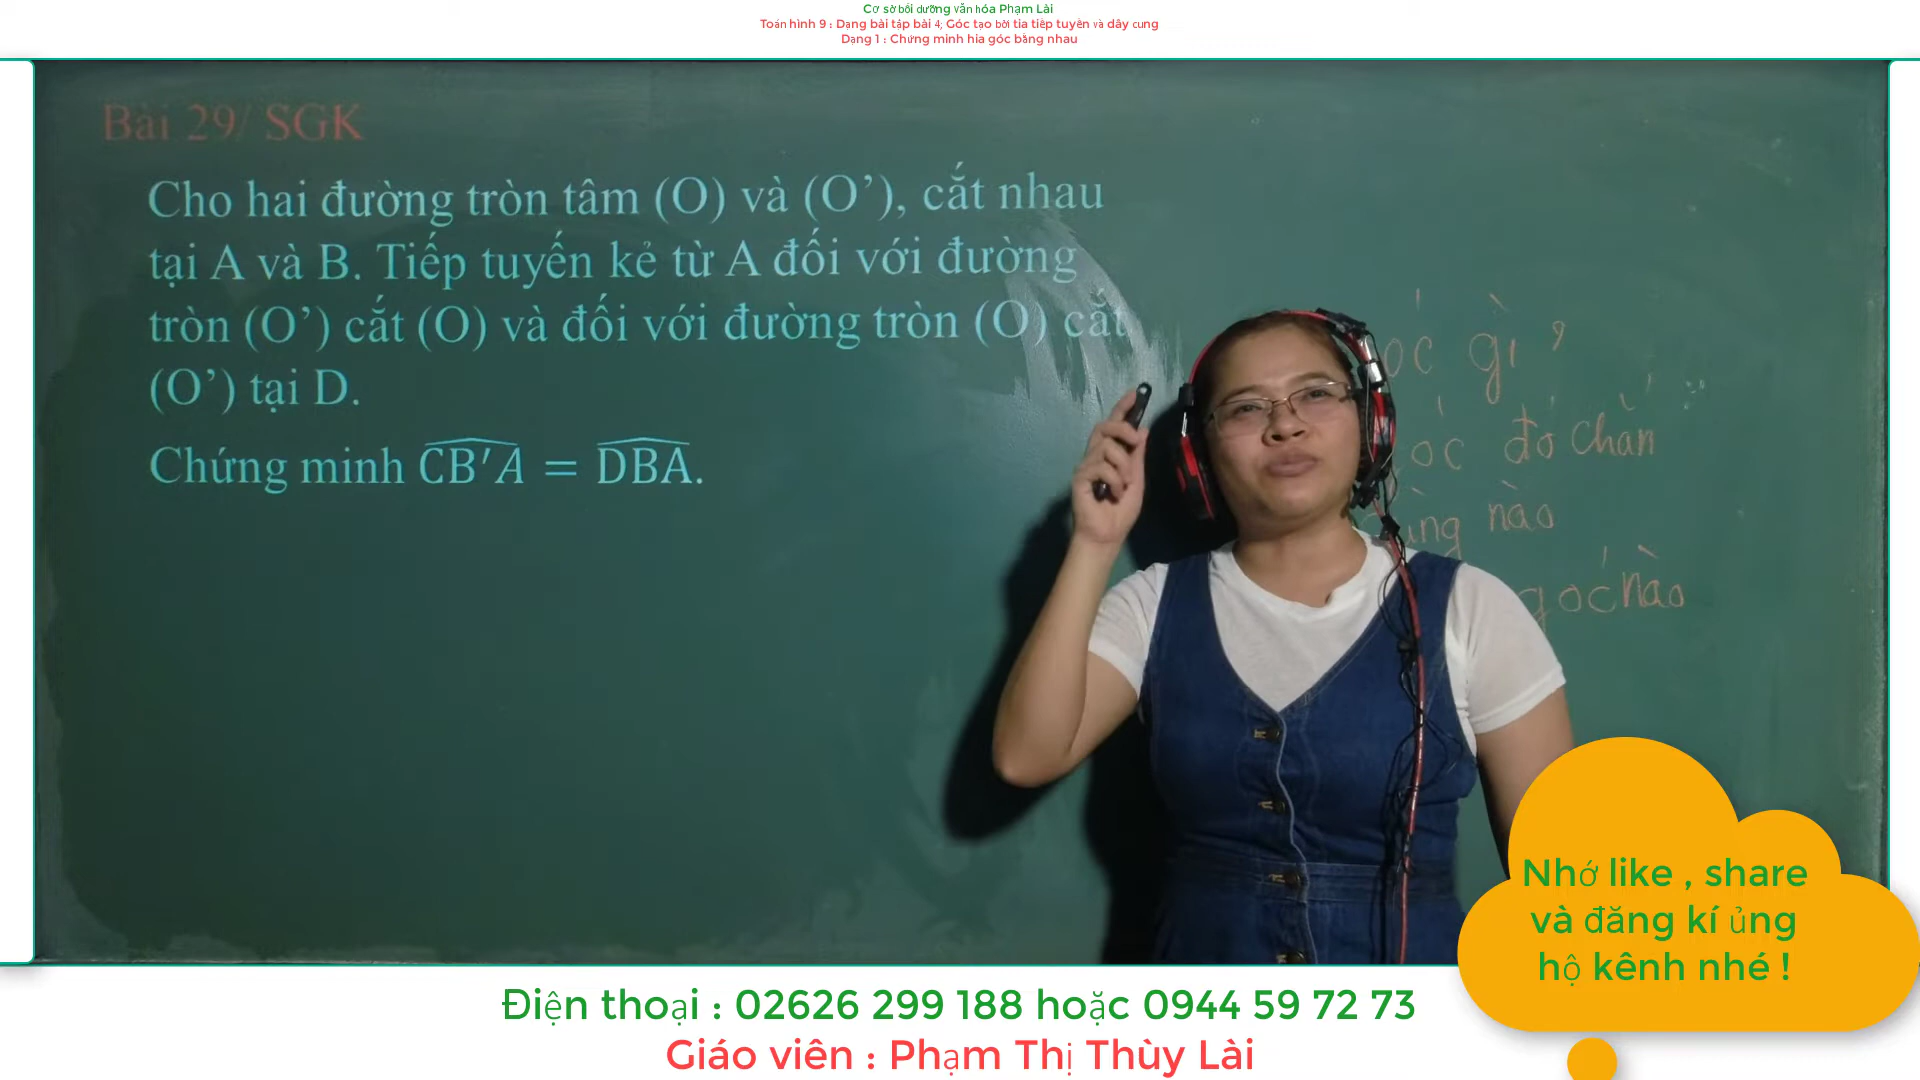 Cơ sở bồi dưỡng văn hóa Phạm Lài
Toán hình 9 : Dạng bài tập bài 4; Góc tạo bởi tia tiếp tuyến và dây cung
Dạng 1 : Chứng minh hia góc bằng nhau
Bài 29/ SGK
Cho hai đường tròn tâm (O) và (O’), cắt nhau
tại A và B. Tiếp tuyến kẻ từ A đối với đường
tròn (O’) cắt (O) và đối với đường tròn (O) cắt
(O’) tại D.
Chứng minh CB′A = DBA.
gì ?
đó chắn
nào
góc nào
Nhớ like , share
và đăng kí ủng
hộ kênh nhé !
Điện thoại : 02626 299 188 hoặc 0944 59 72 73
Giáo viên : Phạm Thị Thùy Lài